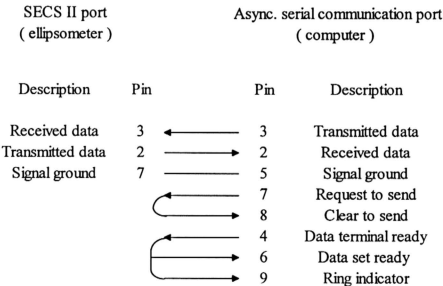 SECS II port Async. serial communication port
( ellipsometer ) ( computer )
Description Pin Pin Description
Received data 3 3 Transmitted data
Transmitted data 2 2 Received data
Signal ground 7 5 Signal ground
7 Request to send
8 Clear to send
4 Data terminal ready
6 Data set ready
9 Ring indicator